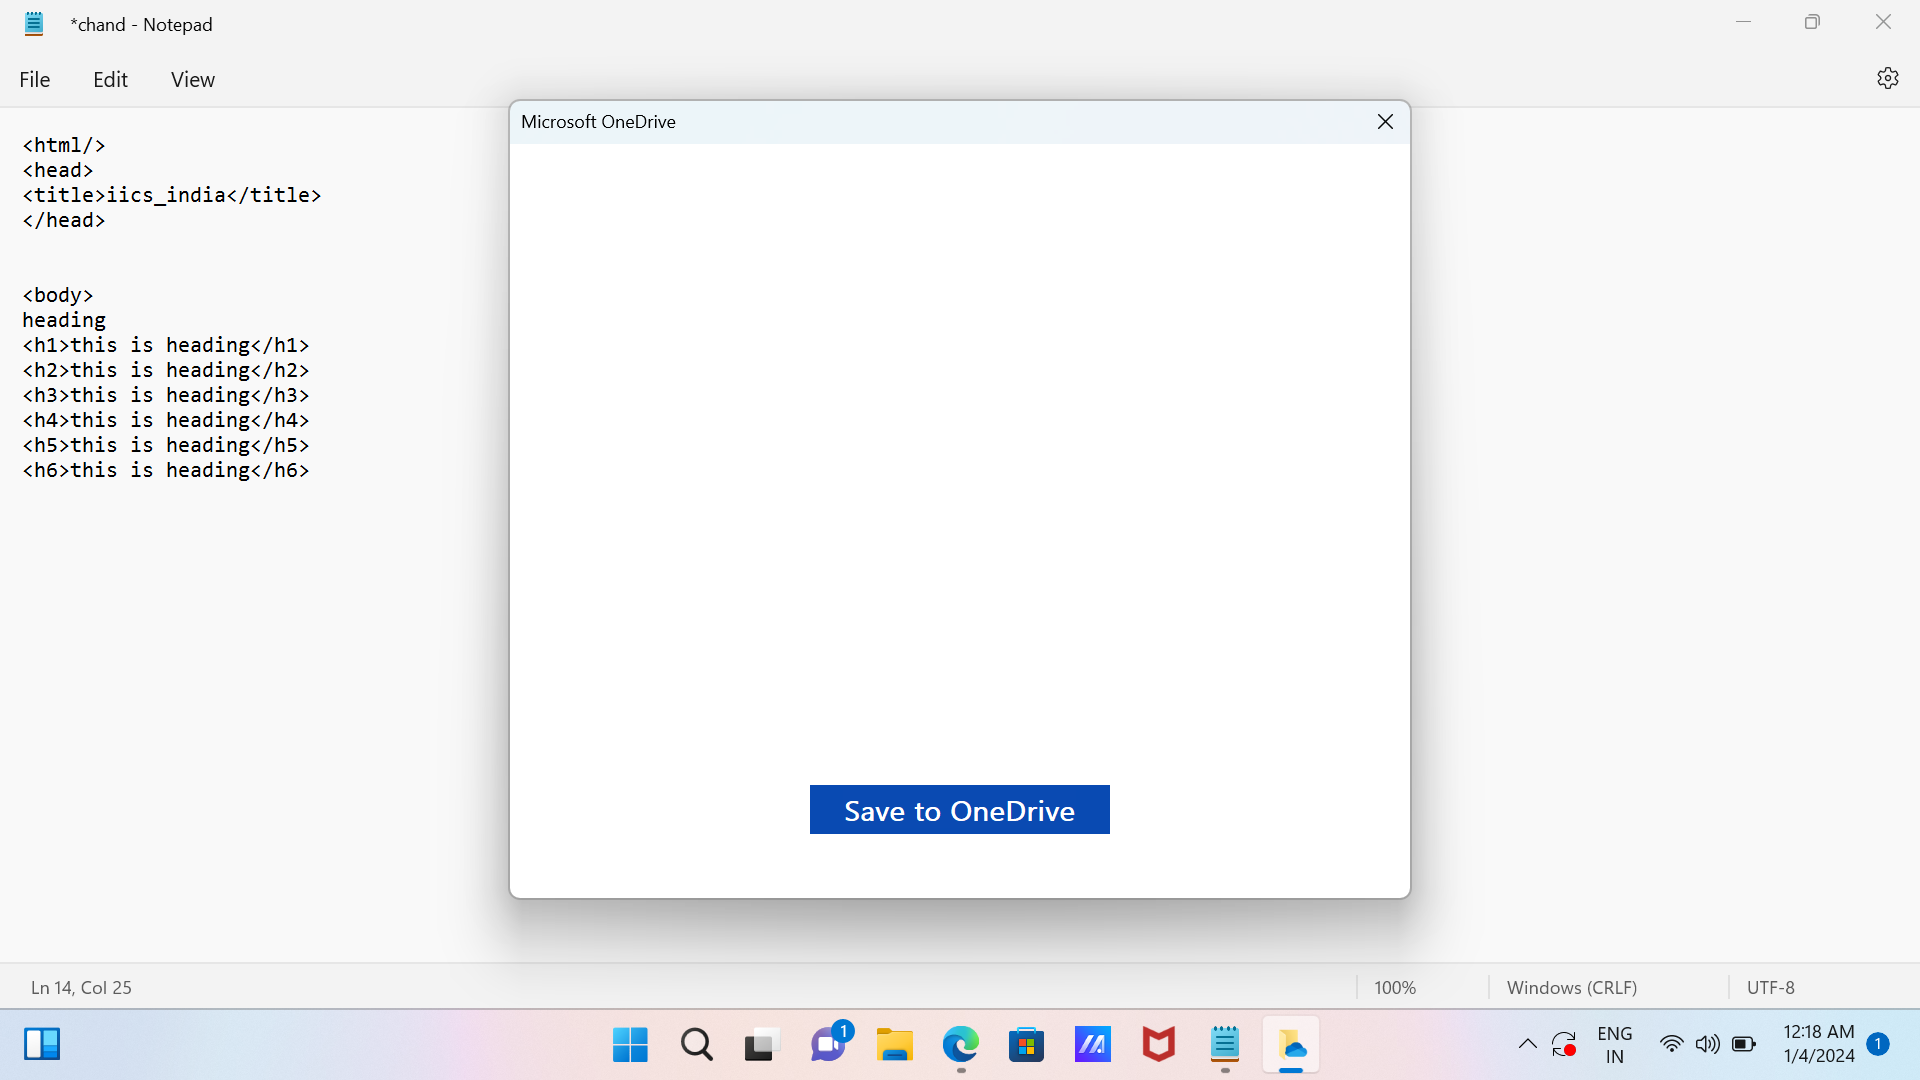 *chand - Notepad
File Edit View
Microsoft OneDrive
<html/>
<head>
<title>iics_india</title>
</head>
<body>
heading
<h1>this is heading</h1>
<h2>this is heading</h2>
<h3>this is heading</h3>
<h4>this is heading</h4>
<h5>this is heading</h5>
<h6>this is heading</h6>
Save to OneDrive
Ln 14, Col 25 100% Windows (CRLF) UTF-8
1
ENG
IN
12:18 AM
1/4/2024
1